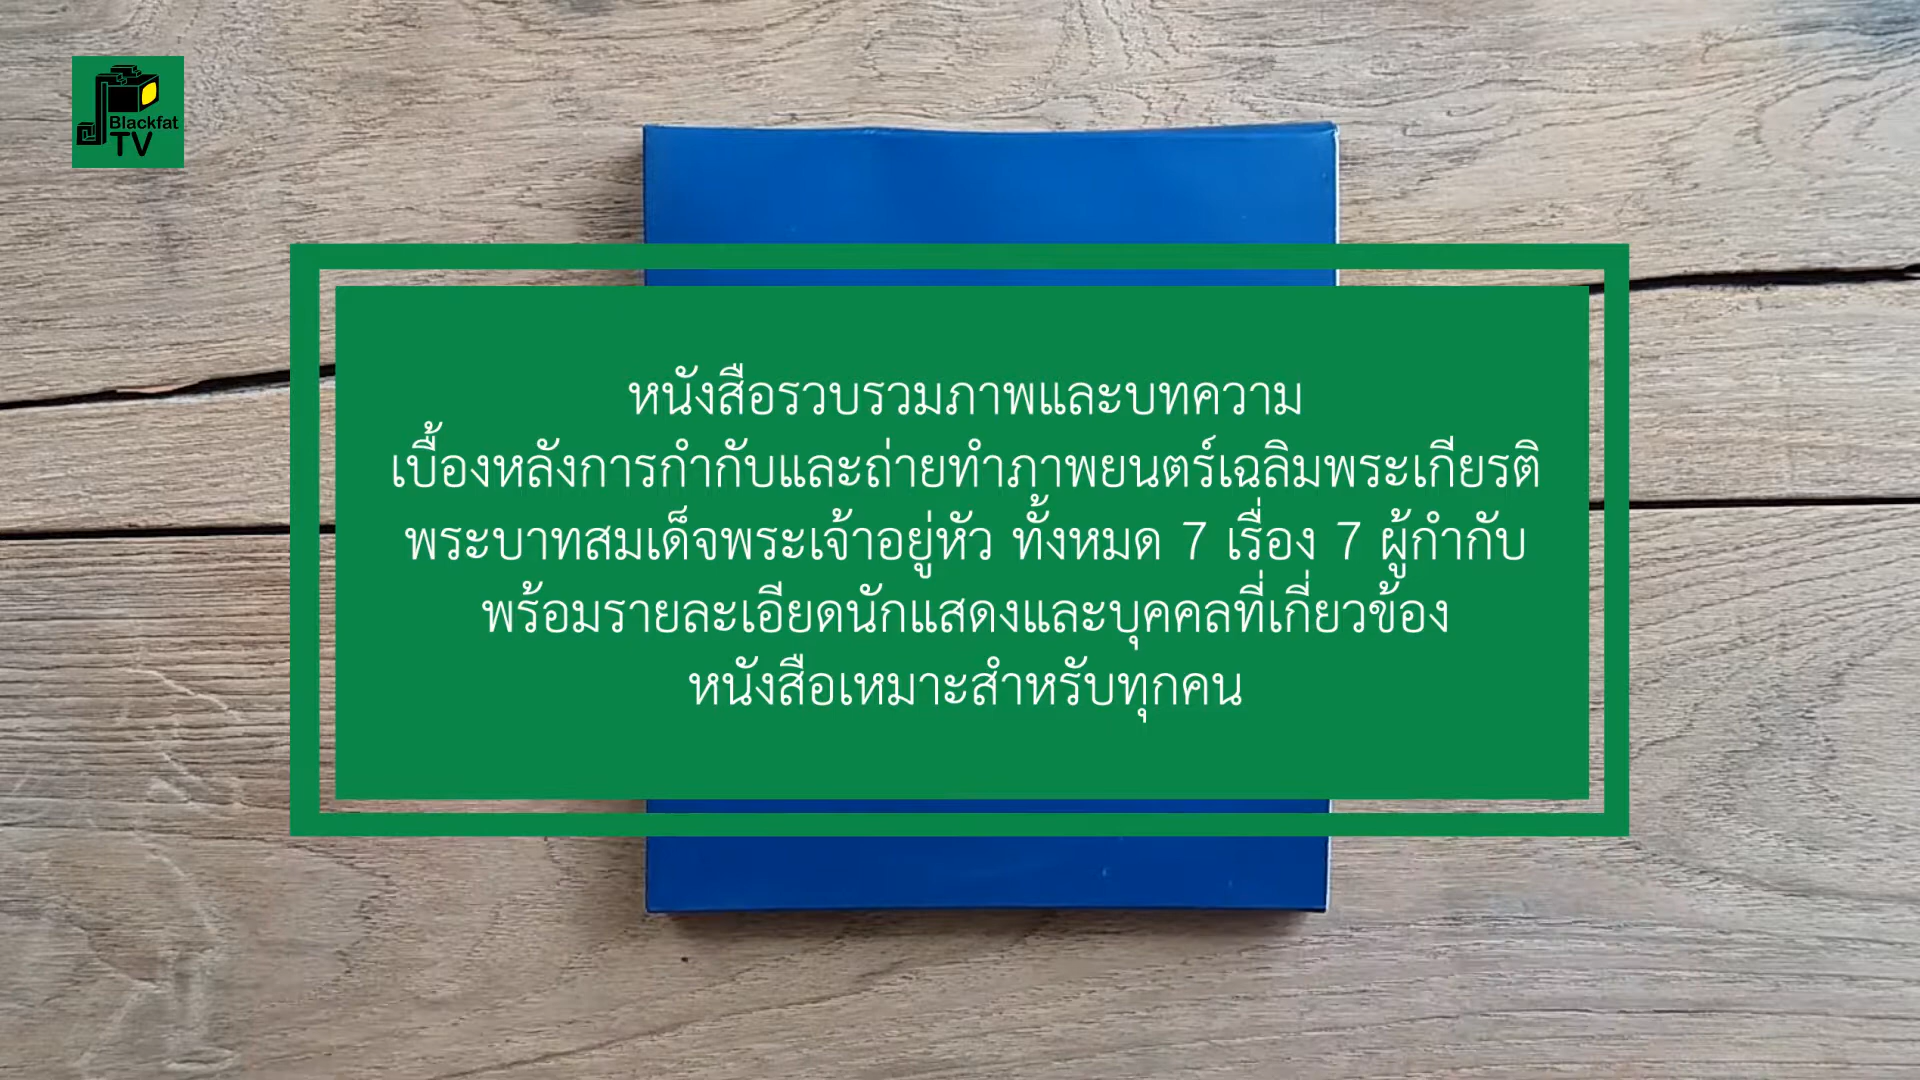 Blackfat
TV
หนังสือรวบรวมภาพและบทความ
เบื้องหลังการกำกับและถ่ายทำภาพยนตร์เฉลิมพระเกียรติ
พระบาทสมเด็จพระเจ้าอยู่หัว ทั้งหมด 7 เรื่อง 7 ผู้กำกับ
พร้อมรายละเอียดนักแสดงและบุคคลที่เกี่ยวข้อง
หนังสือเหมาะสำหรับทุกคน